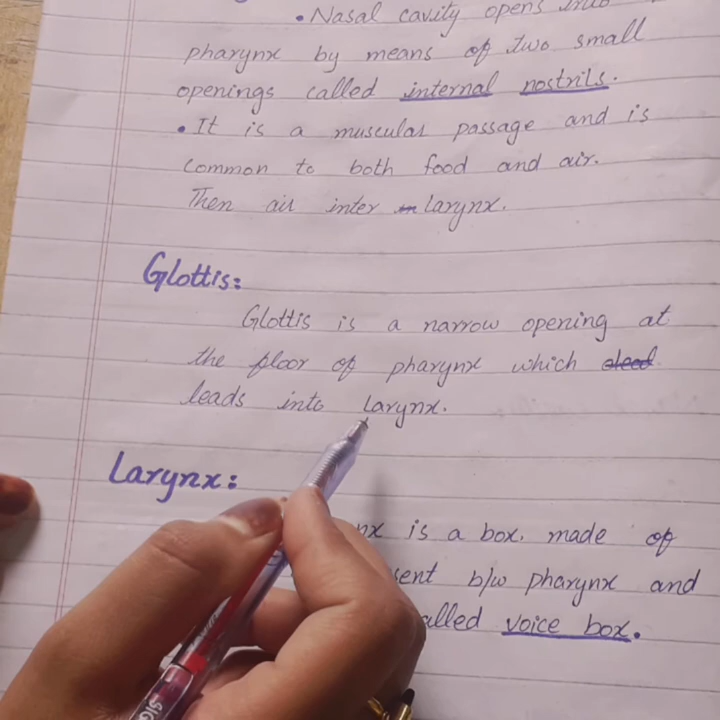 • Nasal cavity opens into
pharynx by means of two small
openings called internal nostrils.
• It is a muscular passage and is
common to both food and air.
Then air inter larynx.
Glottis:
Glottis is a narrow opening at
the floor of pharynx which
leads into Larynx.
Larynx:
is a box, made of
b/w pharynx and
voice box.